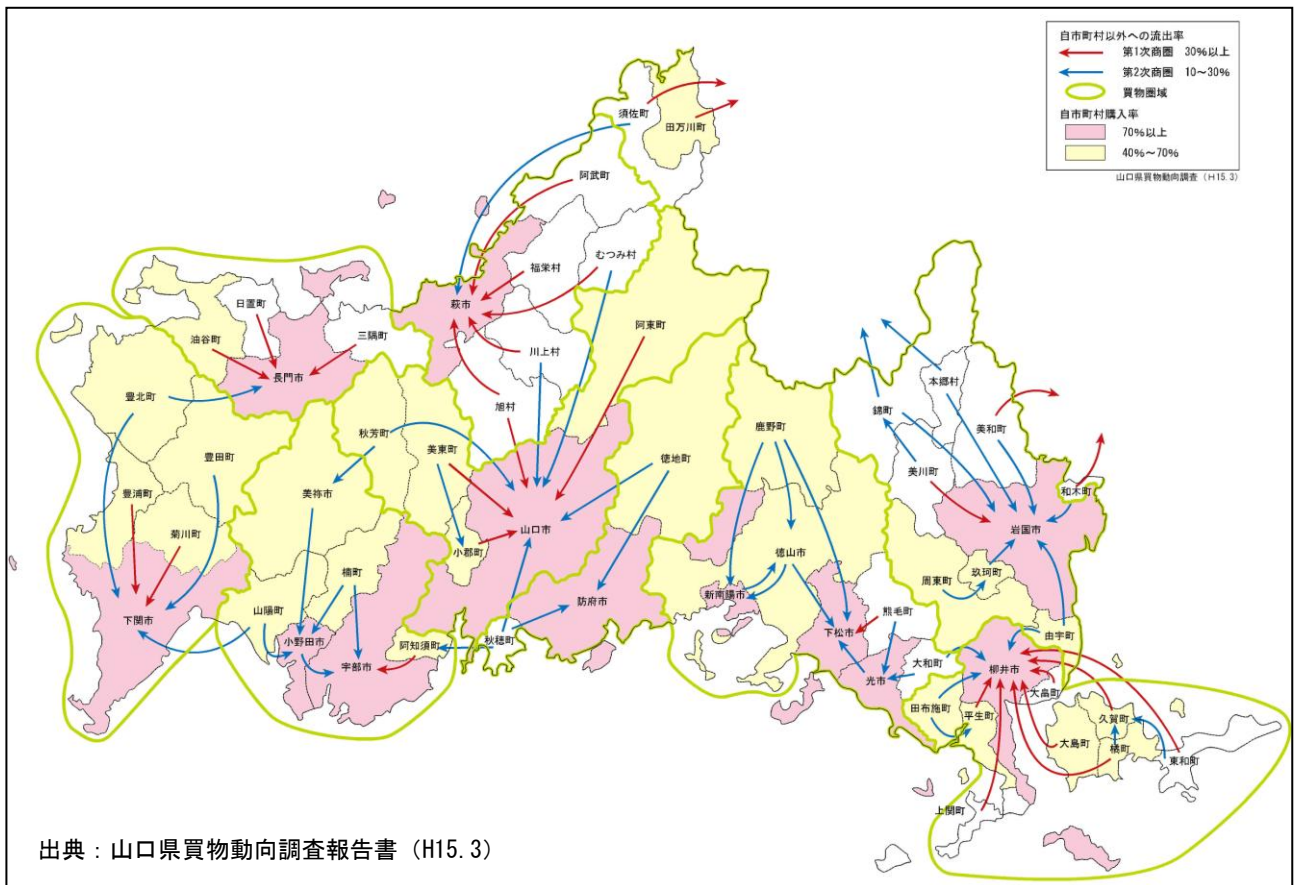 自市町村以外への流出率
第1次商圏 30%以上
第2次商圏 10~30%
買物圏域
自市町村購入率
70%以上
40%~70%
山口県買物動向調査(H15.3)
須佐町
田万川町
阿武町
むつみ村
福栄村
萩市
日置町
油谷町
三隅町
長門市
川上村
阿東町
旭村
豊北町
秋芳町
美東町
豊田町
美祢市
徳地町
鹿野町
本郷村
錦町
美和町
美川町
和木町
岩国市
豊浦町
菊川町
山口市
小郡町
楠町
徳山市
新南陽市
周東町
玖珂町
防府市
下関市
山陽町
小野田市
宇部市
阿知須町
秋穂町
下松市
熊毛町
由宇町
光市
大和町
柳井市
大畠町
田布施町
平生町
久賀町
大島町
橘町
東和町
上関町
出典:山口県買物動向調査報告書(H15.3)